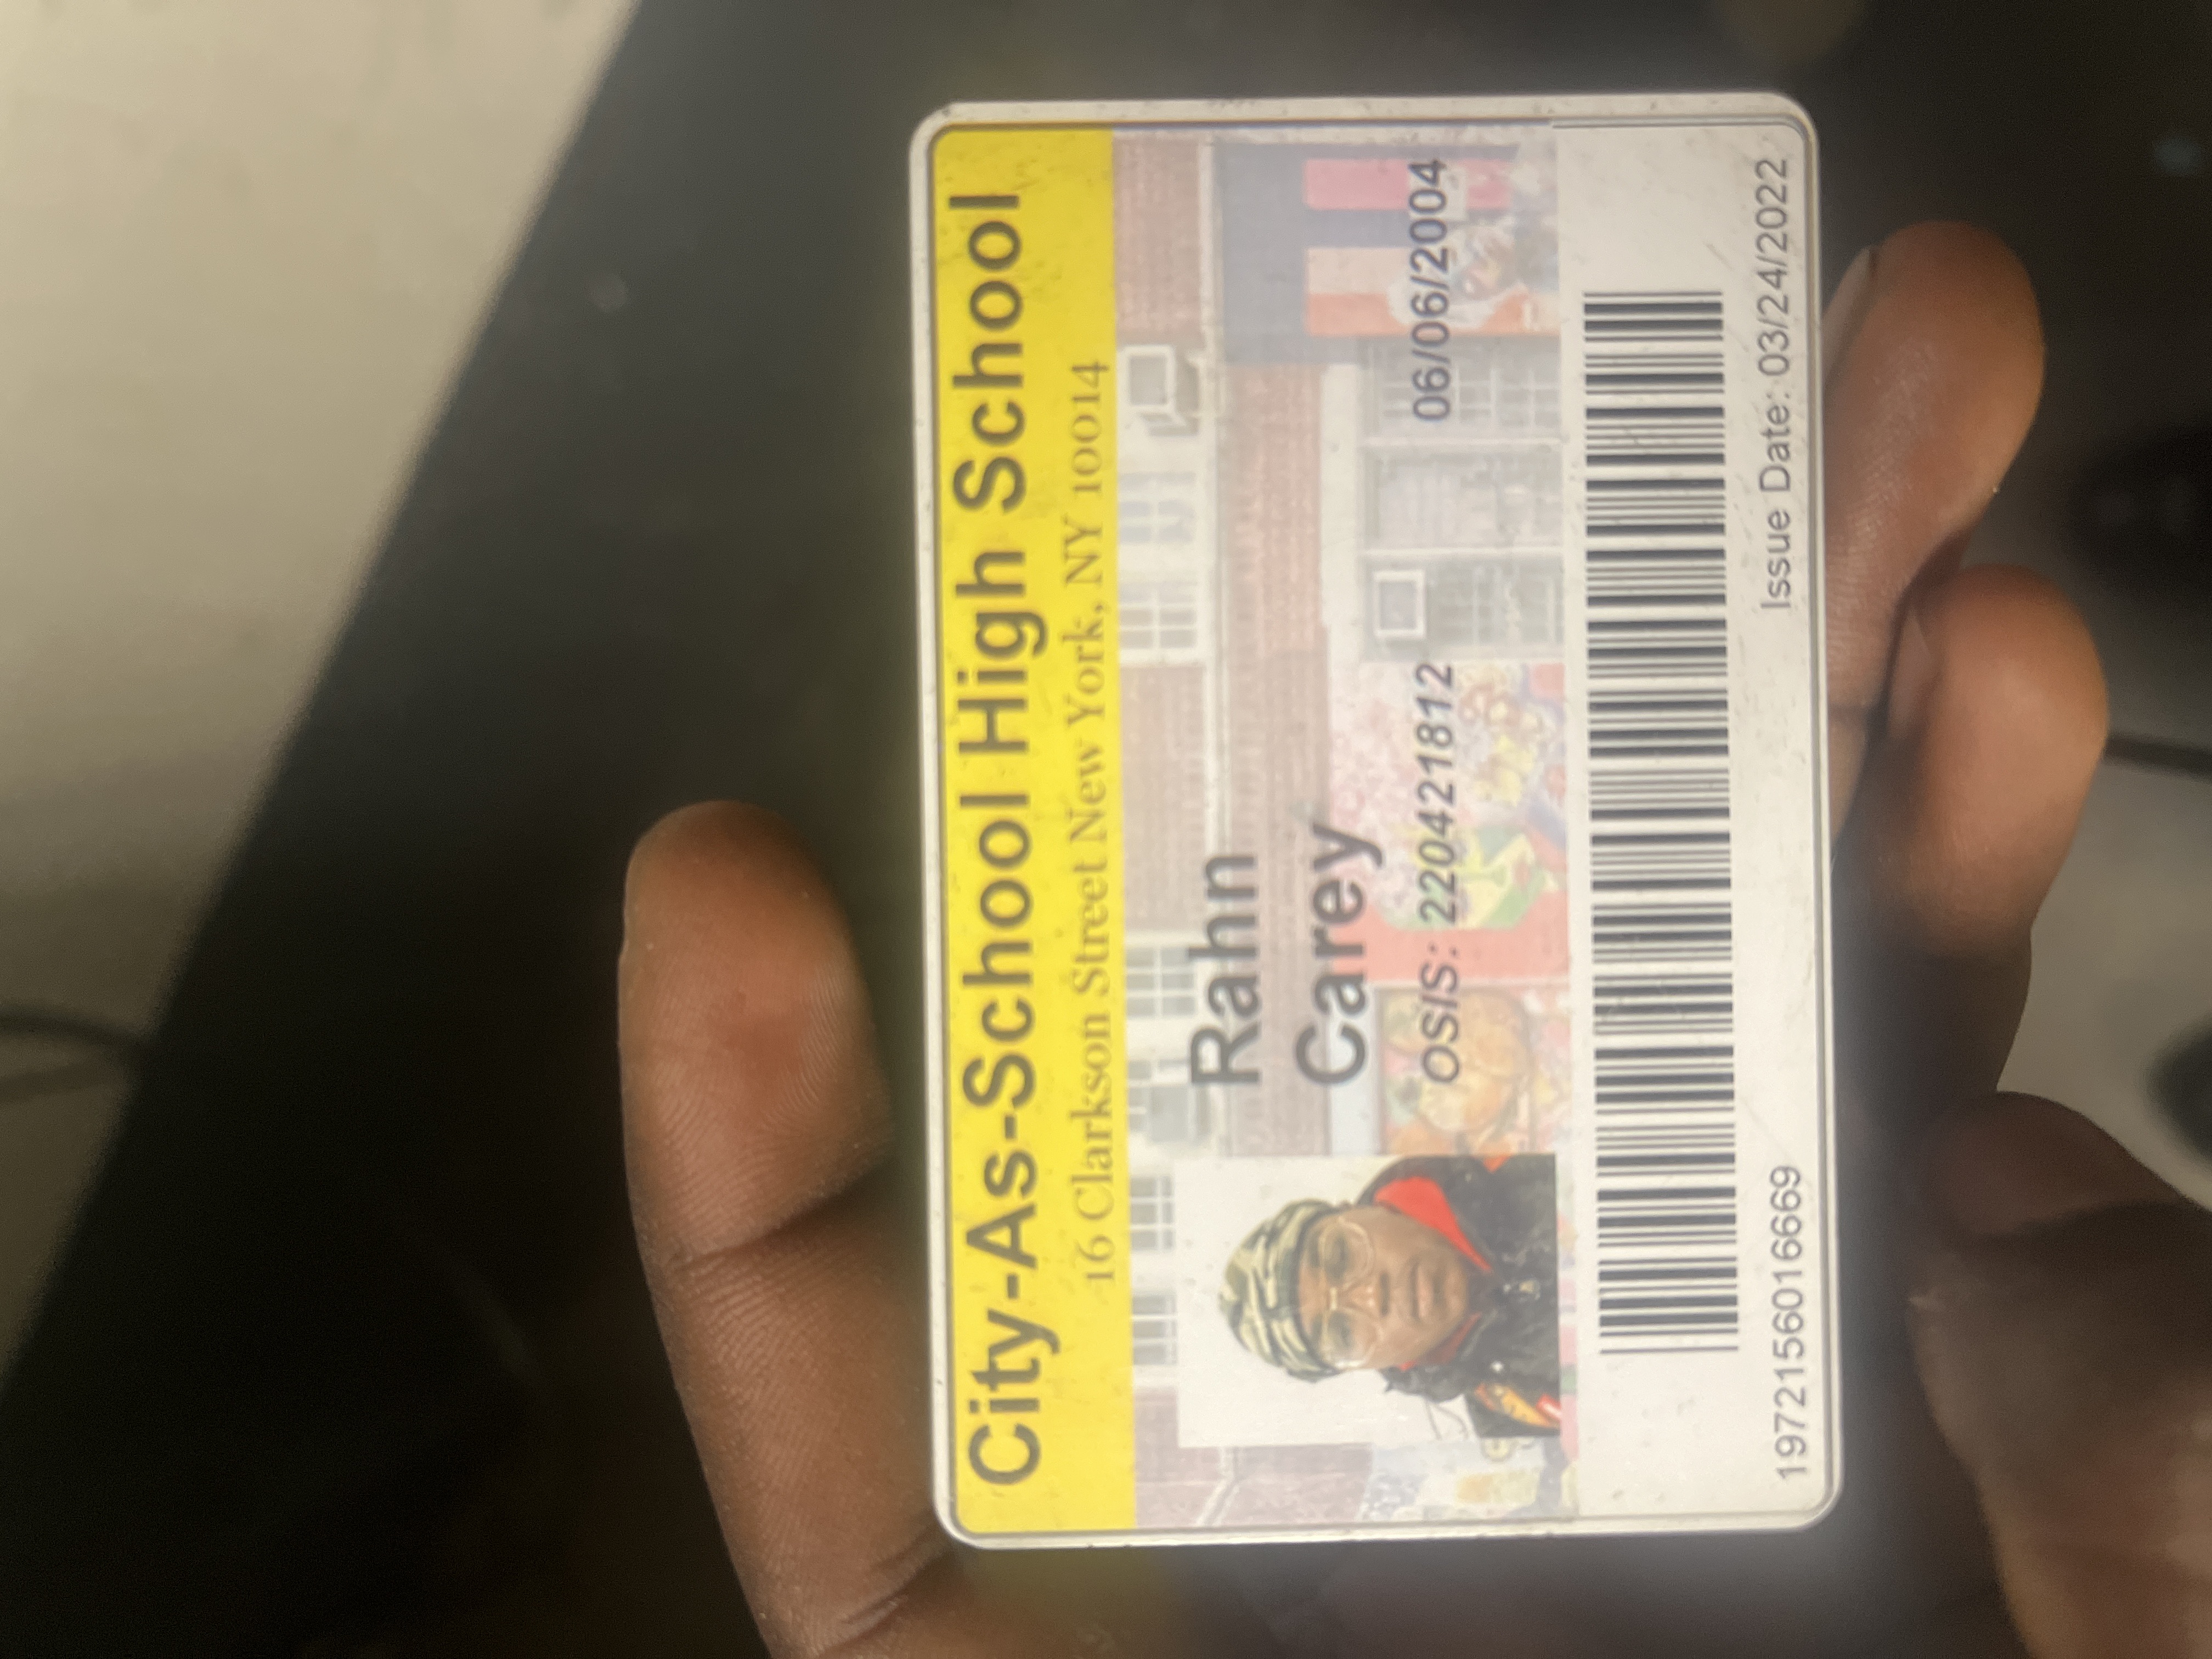 City-As-School High School
16 Clarkson Street New York, NY 10014
Rahn
Carey
OSIS: 220421812 06/06/2004
1972156016669 Issue Date: 03/24/2022